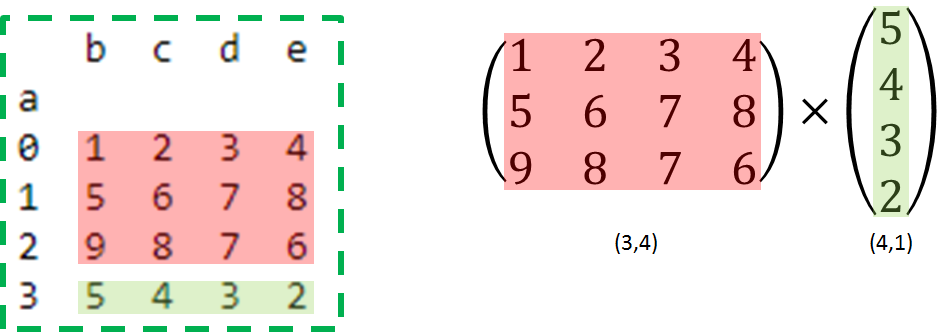 b c d e
a
0 1 2 3 4
1 5 6 7 8
2 9 8 7 6
3 5 4 3 2
(1 2 3 4
5 6 7 8
9 8 7 6) × (5
4
3
2)
(3,4) (4,1)